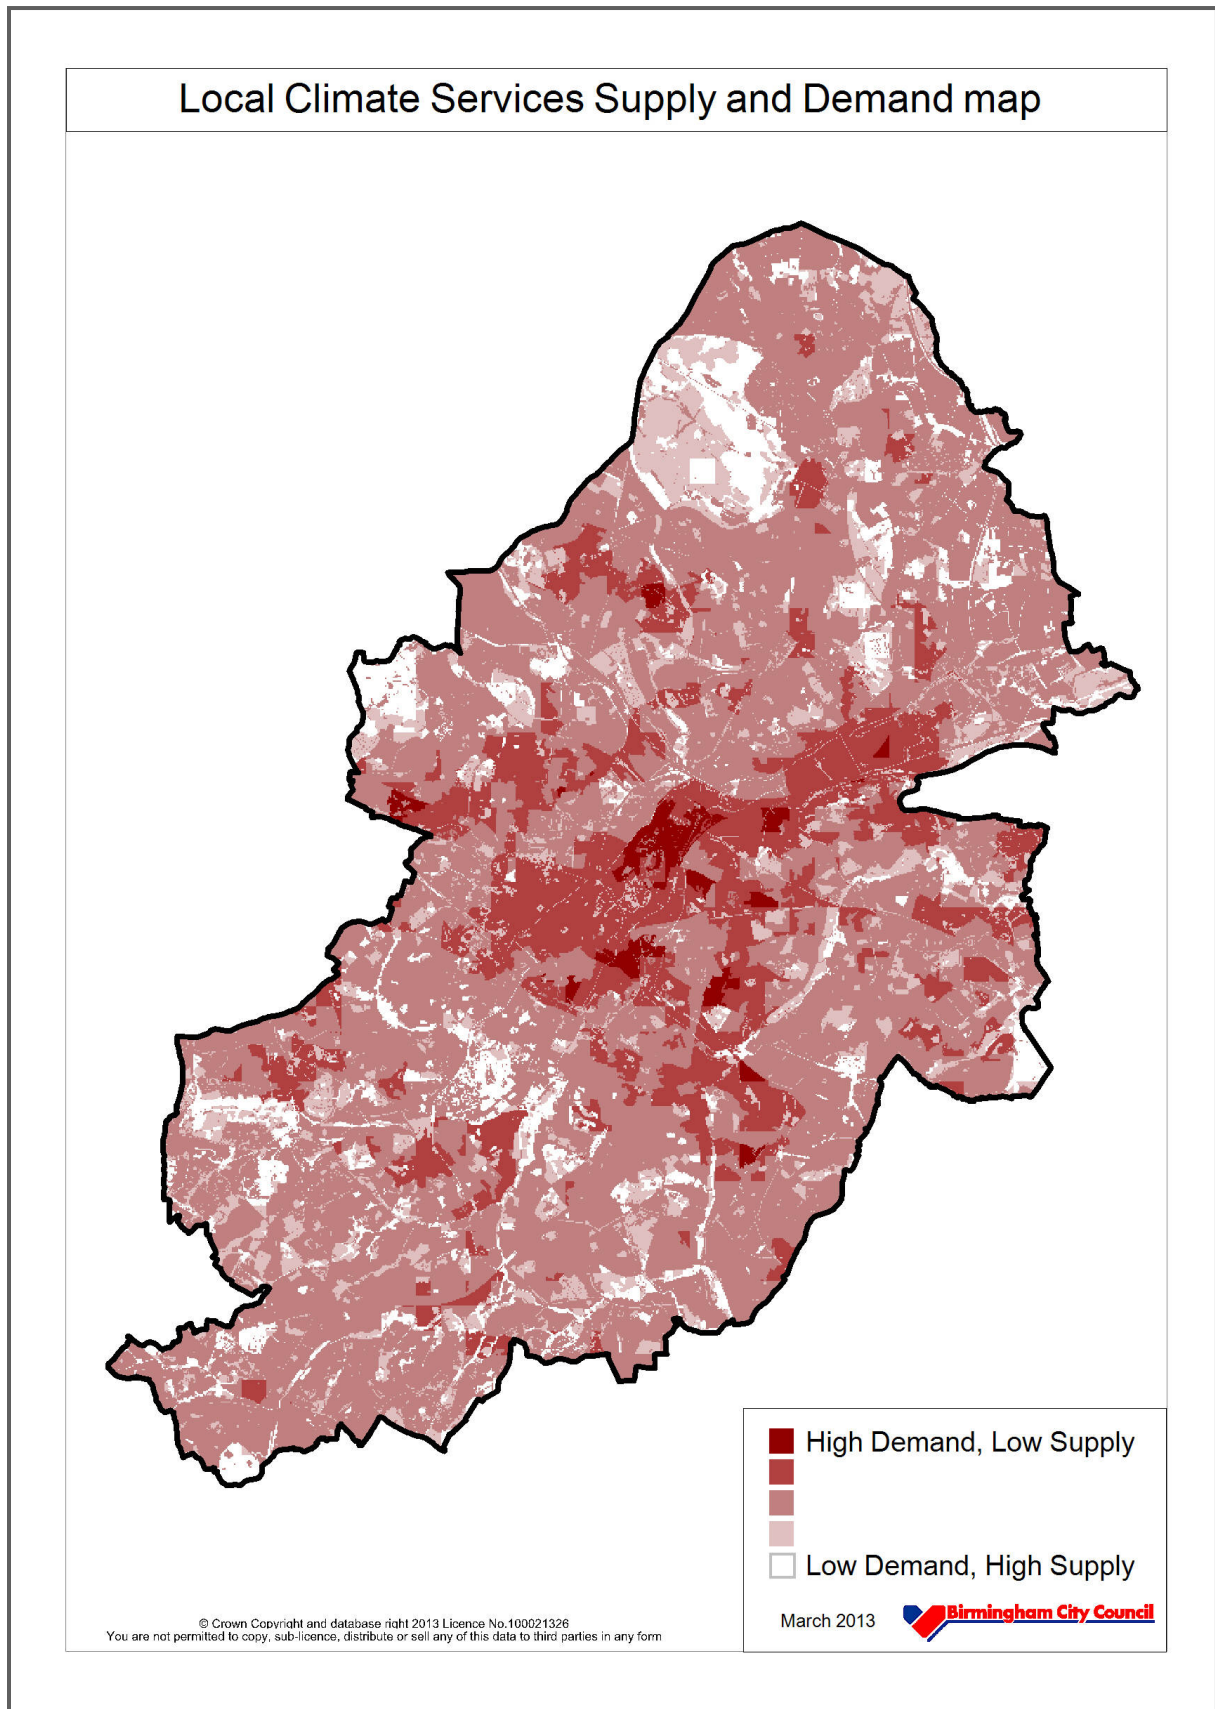 Local Climate Services Supply and Demand map
High Demand, Low Supply
Low Demand, High Supply
March 2013
Birmingham City Council
© Crown Copyright and database right 2013 Licence No.100021326
You are not permitted to copy, sub-licence, distribute or sell any of this data to third parties in any form